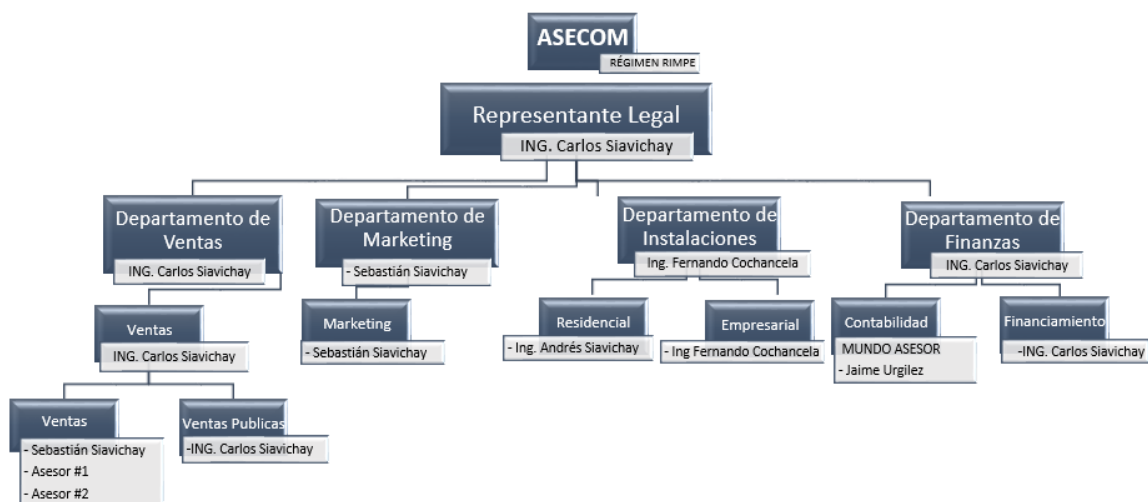 ASECOM
RÉGIMEN RIMPE
Representante Legal
ING. Carlos Siavichay
Departamento de
Ventas
ING. Carlos Siavichay
Departamento de
Marketing
- Sebastián Siavichay
Departamento de
Instalaciones
Ing. Fernando Cochancela
Departamento de
Finanzas
ING. Carlos Siavichay
Ventas
ING. Carlos Siavichay
Marketing
- Sebastián Siavichay
Residencial
- Ing. Andrés Siavichay
Empresarial
- Ing Fernando Cochancela
Contabilidad
MUNDO ASESOR
- Jaime Urgilez
Financiamiento
-ING. Carlos Siavichay
Ventas
- Sebastián Siavichay
- Asesor #1
- Asesor #2
Ventas Publicas
-ING. Carlos Siavichay